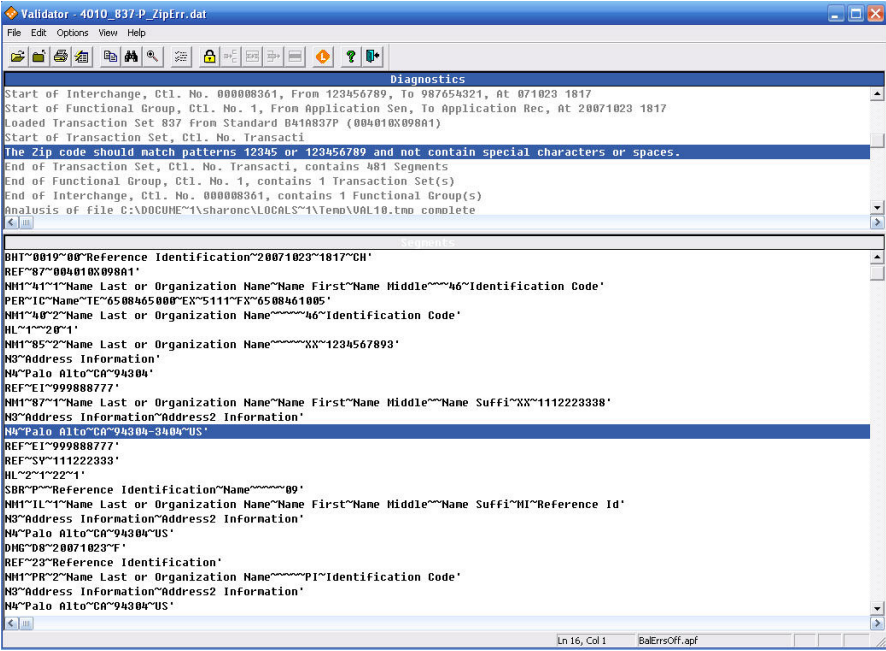 Validator - 4010_837-P_ZipErr.dat
File Edit Options View Help
Diagnostics
Start of Interchange, Ctl. No. 000008361, From 123456789, To 987654321, At 071023 1817
Start of Functional Group, Ctl. No. 1, From Application Sen, To Application Rec, At 20071023 1817
Loaded Transaction Set 837 from Standard B41A837P (004010X098A1)
Start of Transaction Set, Ctl. No. Transacti
The Zip code should match patterns 12345 or 123456789 and not contain special characters or spaces.
End of Transaction Set, Ctl. No. Transacti, contains 481 Segments
End of Functional Group, Ctl. No. 1, contains 1 Transaction Set(s)
End of Interchange, Ctl. No. 000008361, contains 1 Functional Group(s)
Analysis of file C:\DOCUME~1\sharonc\LOCALS~1\Temp\VAL10.tmp complete
Segments
BHT~0019~00~Reference Identification~20071023~1817~CH'
REF~87~004010X098A1'
NM1~41~1~Name Last or Organization Name~Name First~Name Middle~~~46~Identification Code'
PER~IC~Name~TE~6508465000~EX~5111~FX~6508461005'
NM1~40~2~Name Last or Organization Name~~~~~46~Identification Code'
HL~1~~20~1'
NM1~85~2~Name Last or Organization Name~~~~~XX~1234567893'
N3~Address Information'
N4~Palo Alto~CA~94304'
REF~EI~999888777'
NM1~87~1~Name Last or Organization Name~Name First~Name Middle~~Name Suffi~XX~1112223338'
N3~Address Information~Address2 Information'
N4~Palo Alto~CA~94304-3404~US'
REF~EI~999888777'
REF~SY~111222333'
HL~2~1~22~1'
SBR~P~~Reference Identification~Name~~~~~09'
NM1~IL~1~Name Last or Organization Name~Name First~Name Middle~~Name Suffi~MI~Reference Id'
N3~Address Information~Address2 Information'
N4~Palo Alto~CA~94304~US'
DMG~D8~20071023~F'
REF~23~Reference Identification'
NM1~PR~2~Name Last or Organization Name~~~~~PI~Identification Code'
N3~Address Information~Address2 Information'
N4~Palo Alto~CA~94304~US'
Ln 16, Col 1 BalErrsOff.apf